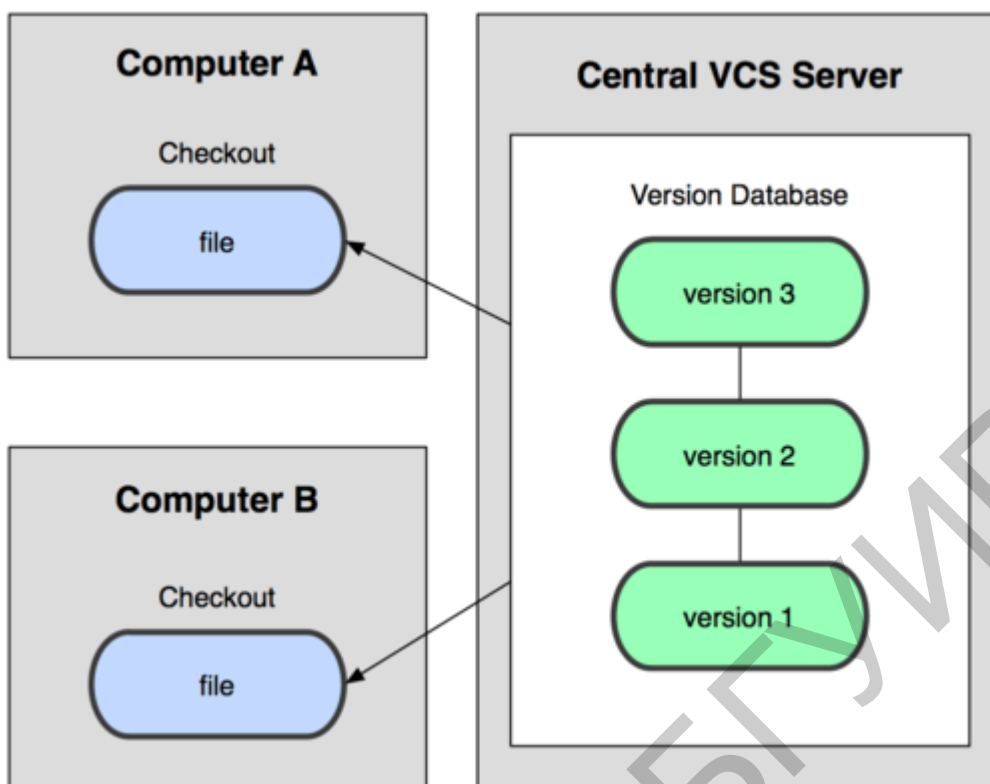 Computer A
Checkout
file
Computer B
Checkout
file
Central VCS Server
Version Database
version 3
version 2
version 1